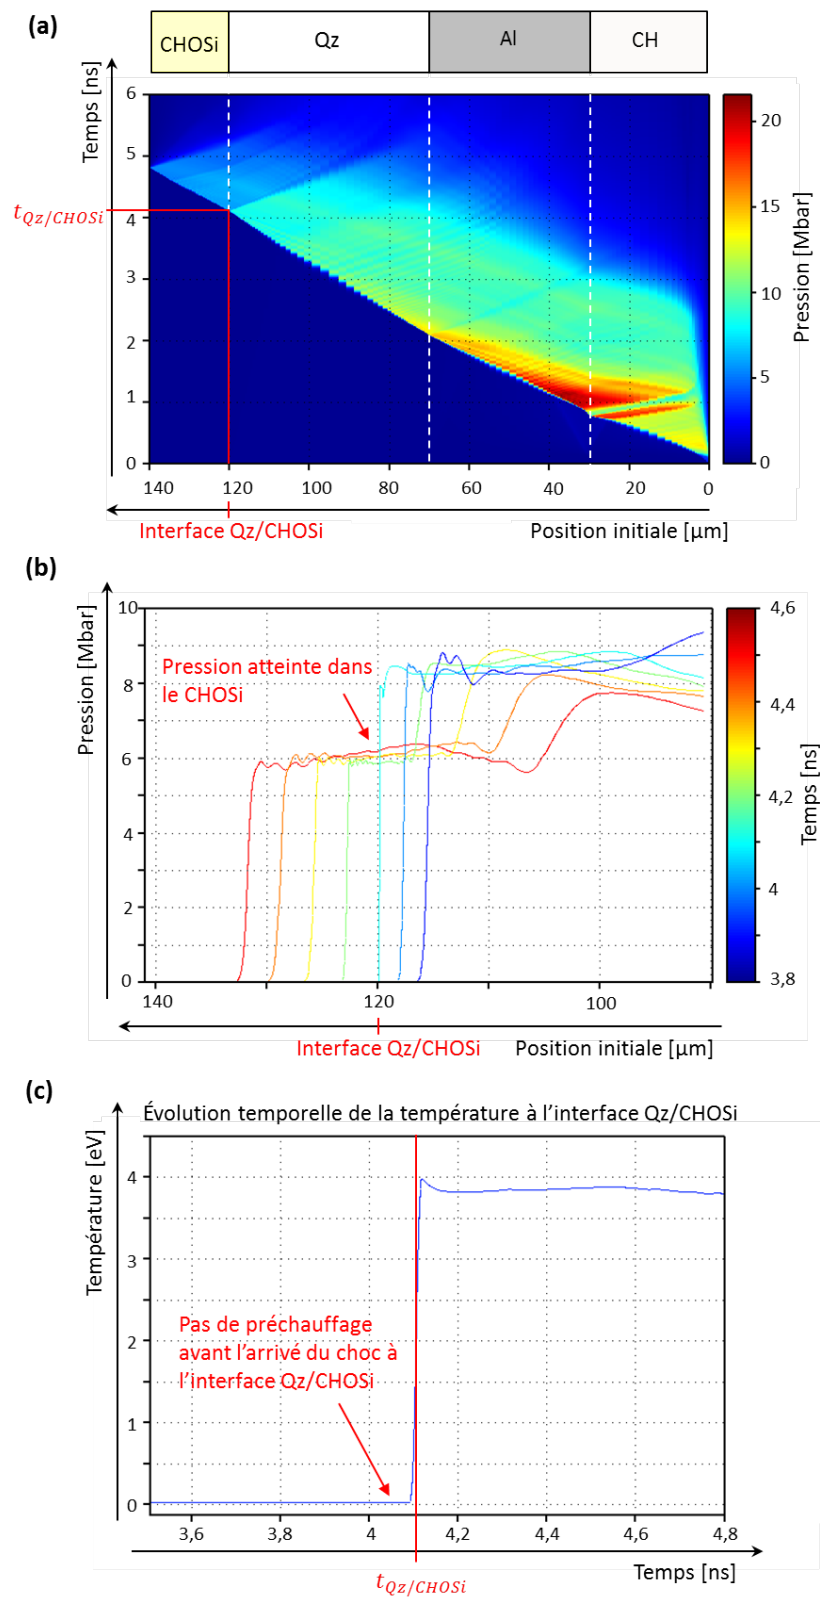 (a)
CHOSi Qz Al CH
Temps [ns]
6
5
4
3
2
1
0
t_{Qz/CHOSi}
140 120 100 80 60 40 20 0
Interface Qz/CHOSi
Position initiale [µm]
20
15
10
5
0
Pression [Mbar]
(b)
Pression [Mbar]
10
8
6
4
2
0
Pression atteinte dans
le CHOSi
140 120 100
Interface Qz/CHOSi
Position initiale [µm]
4,6
4,4
4,2
4
3,8
Temps [ns]
(c)
Évolution temporelle de la température à l’interface Qz/CHOSi
Température [eV]
4
3
2
1
0
Pas de préchauffage
avant l’arrivé du choc à
l’interface Qz/CHOSi
3,6 3,8 4 4,2 4,4 4,6 4,8
Temps [ns]
t_{Qz/CHOSi}